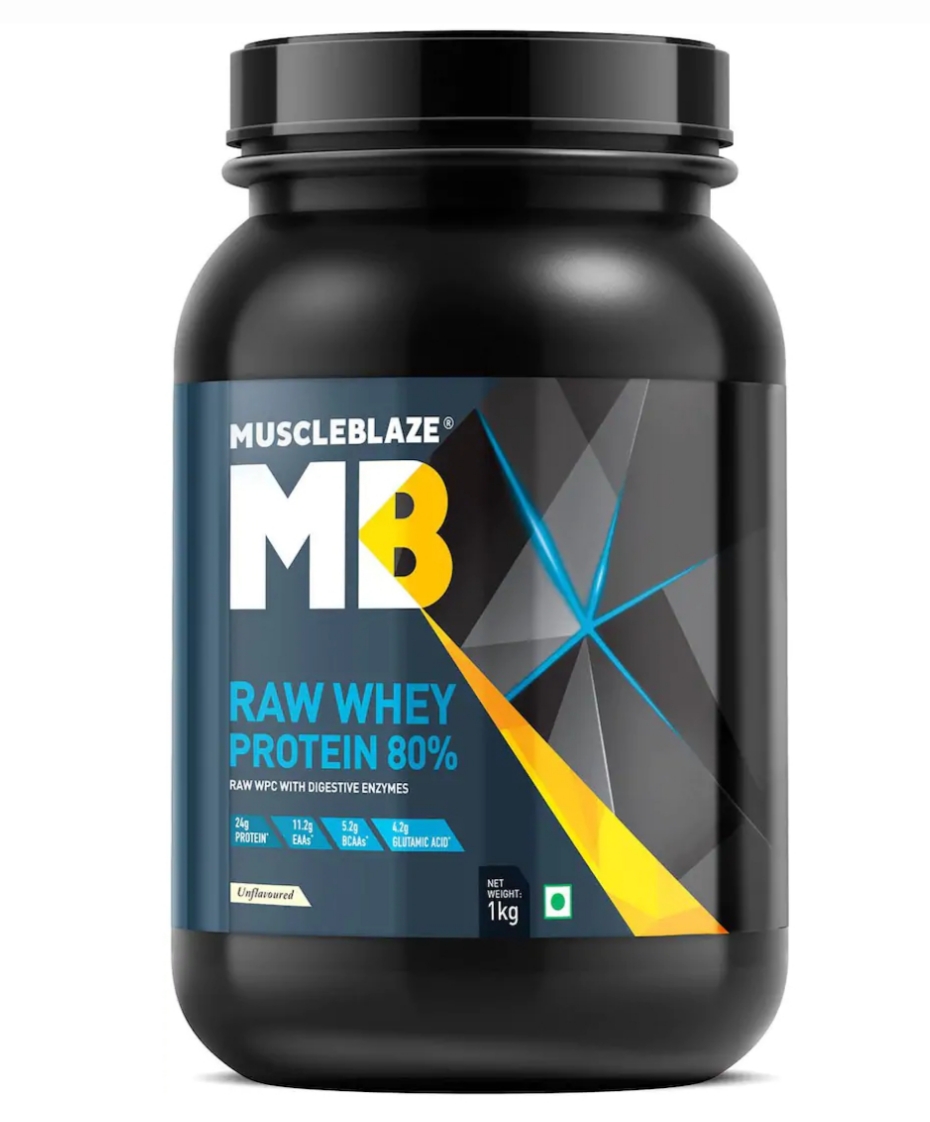 MUSCLEBLAZE®
MB
RAW WHEY
PROTEIN 80%
RAW WPC WITH DIGESTIVE ENZYMES
24g
PROTEIN*
11.2g
EAAs*
5.2g
BCAAs*
4.2g
GLUTAMIC ACID*
Unflavoured
NET
WEIGHT:
1kg